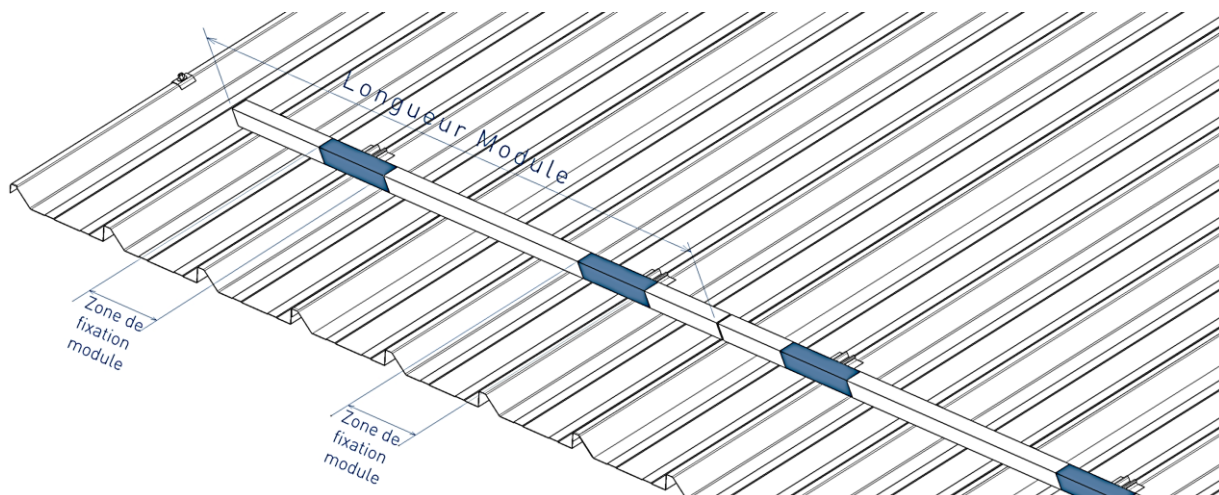 Longueur Module
Zone de
fixation
module
Zone de
fixation
module